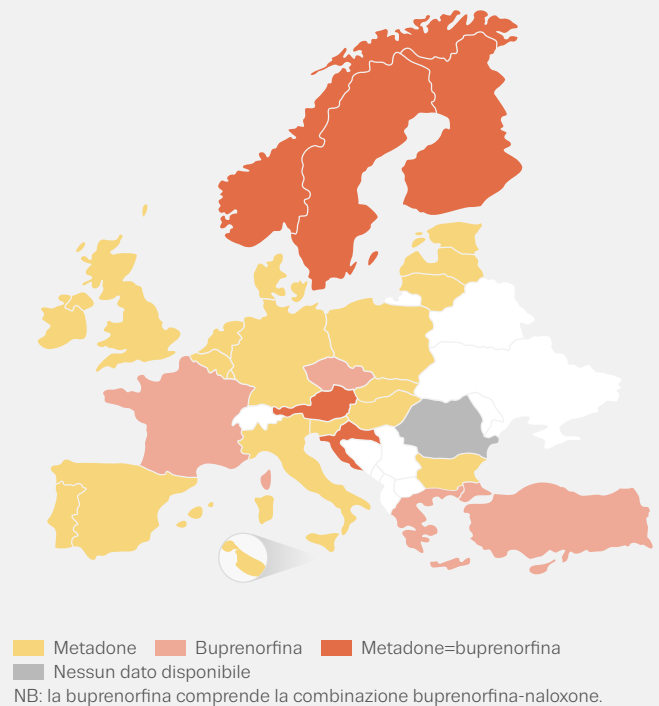 Metadone Buprenorfina Metadone=buprenorfina
Nessun dato disponibile
NB: la buprenorfina comprende la combinazione buprenorfina-naloxone.